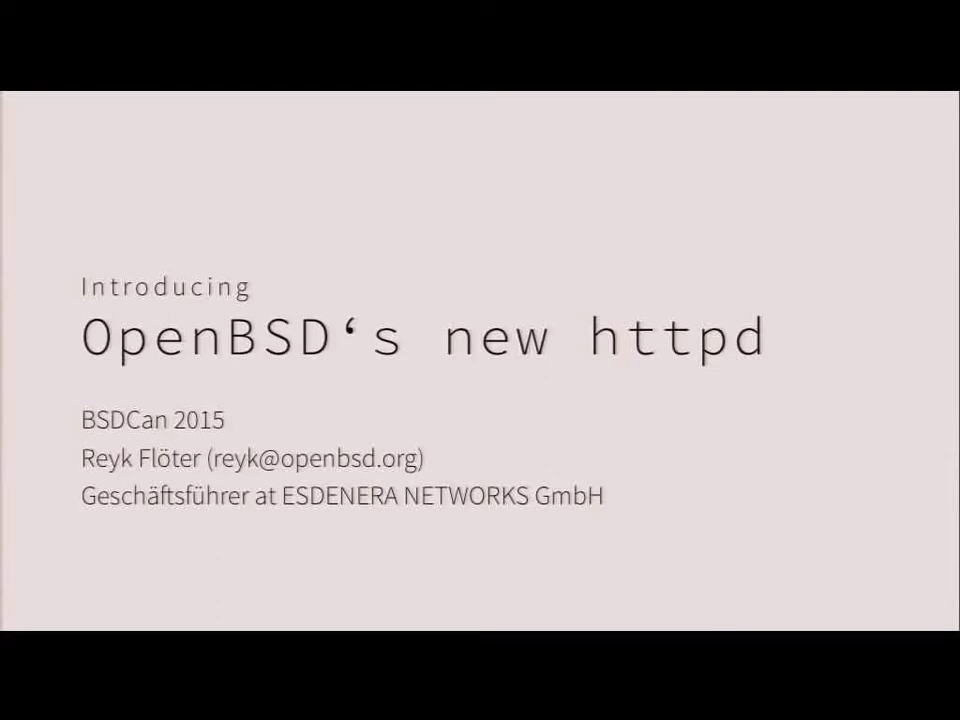 Introducing
OpenBSD‘s new httpd
BSDCan 2015
Reyk Flöter (reyk@openbsd.org)
Geschäftsführer at ESDENERA NETWORKS GmbH